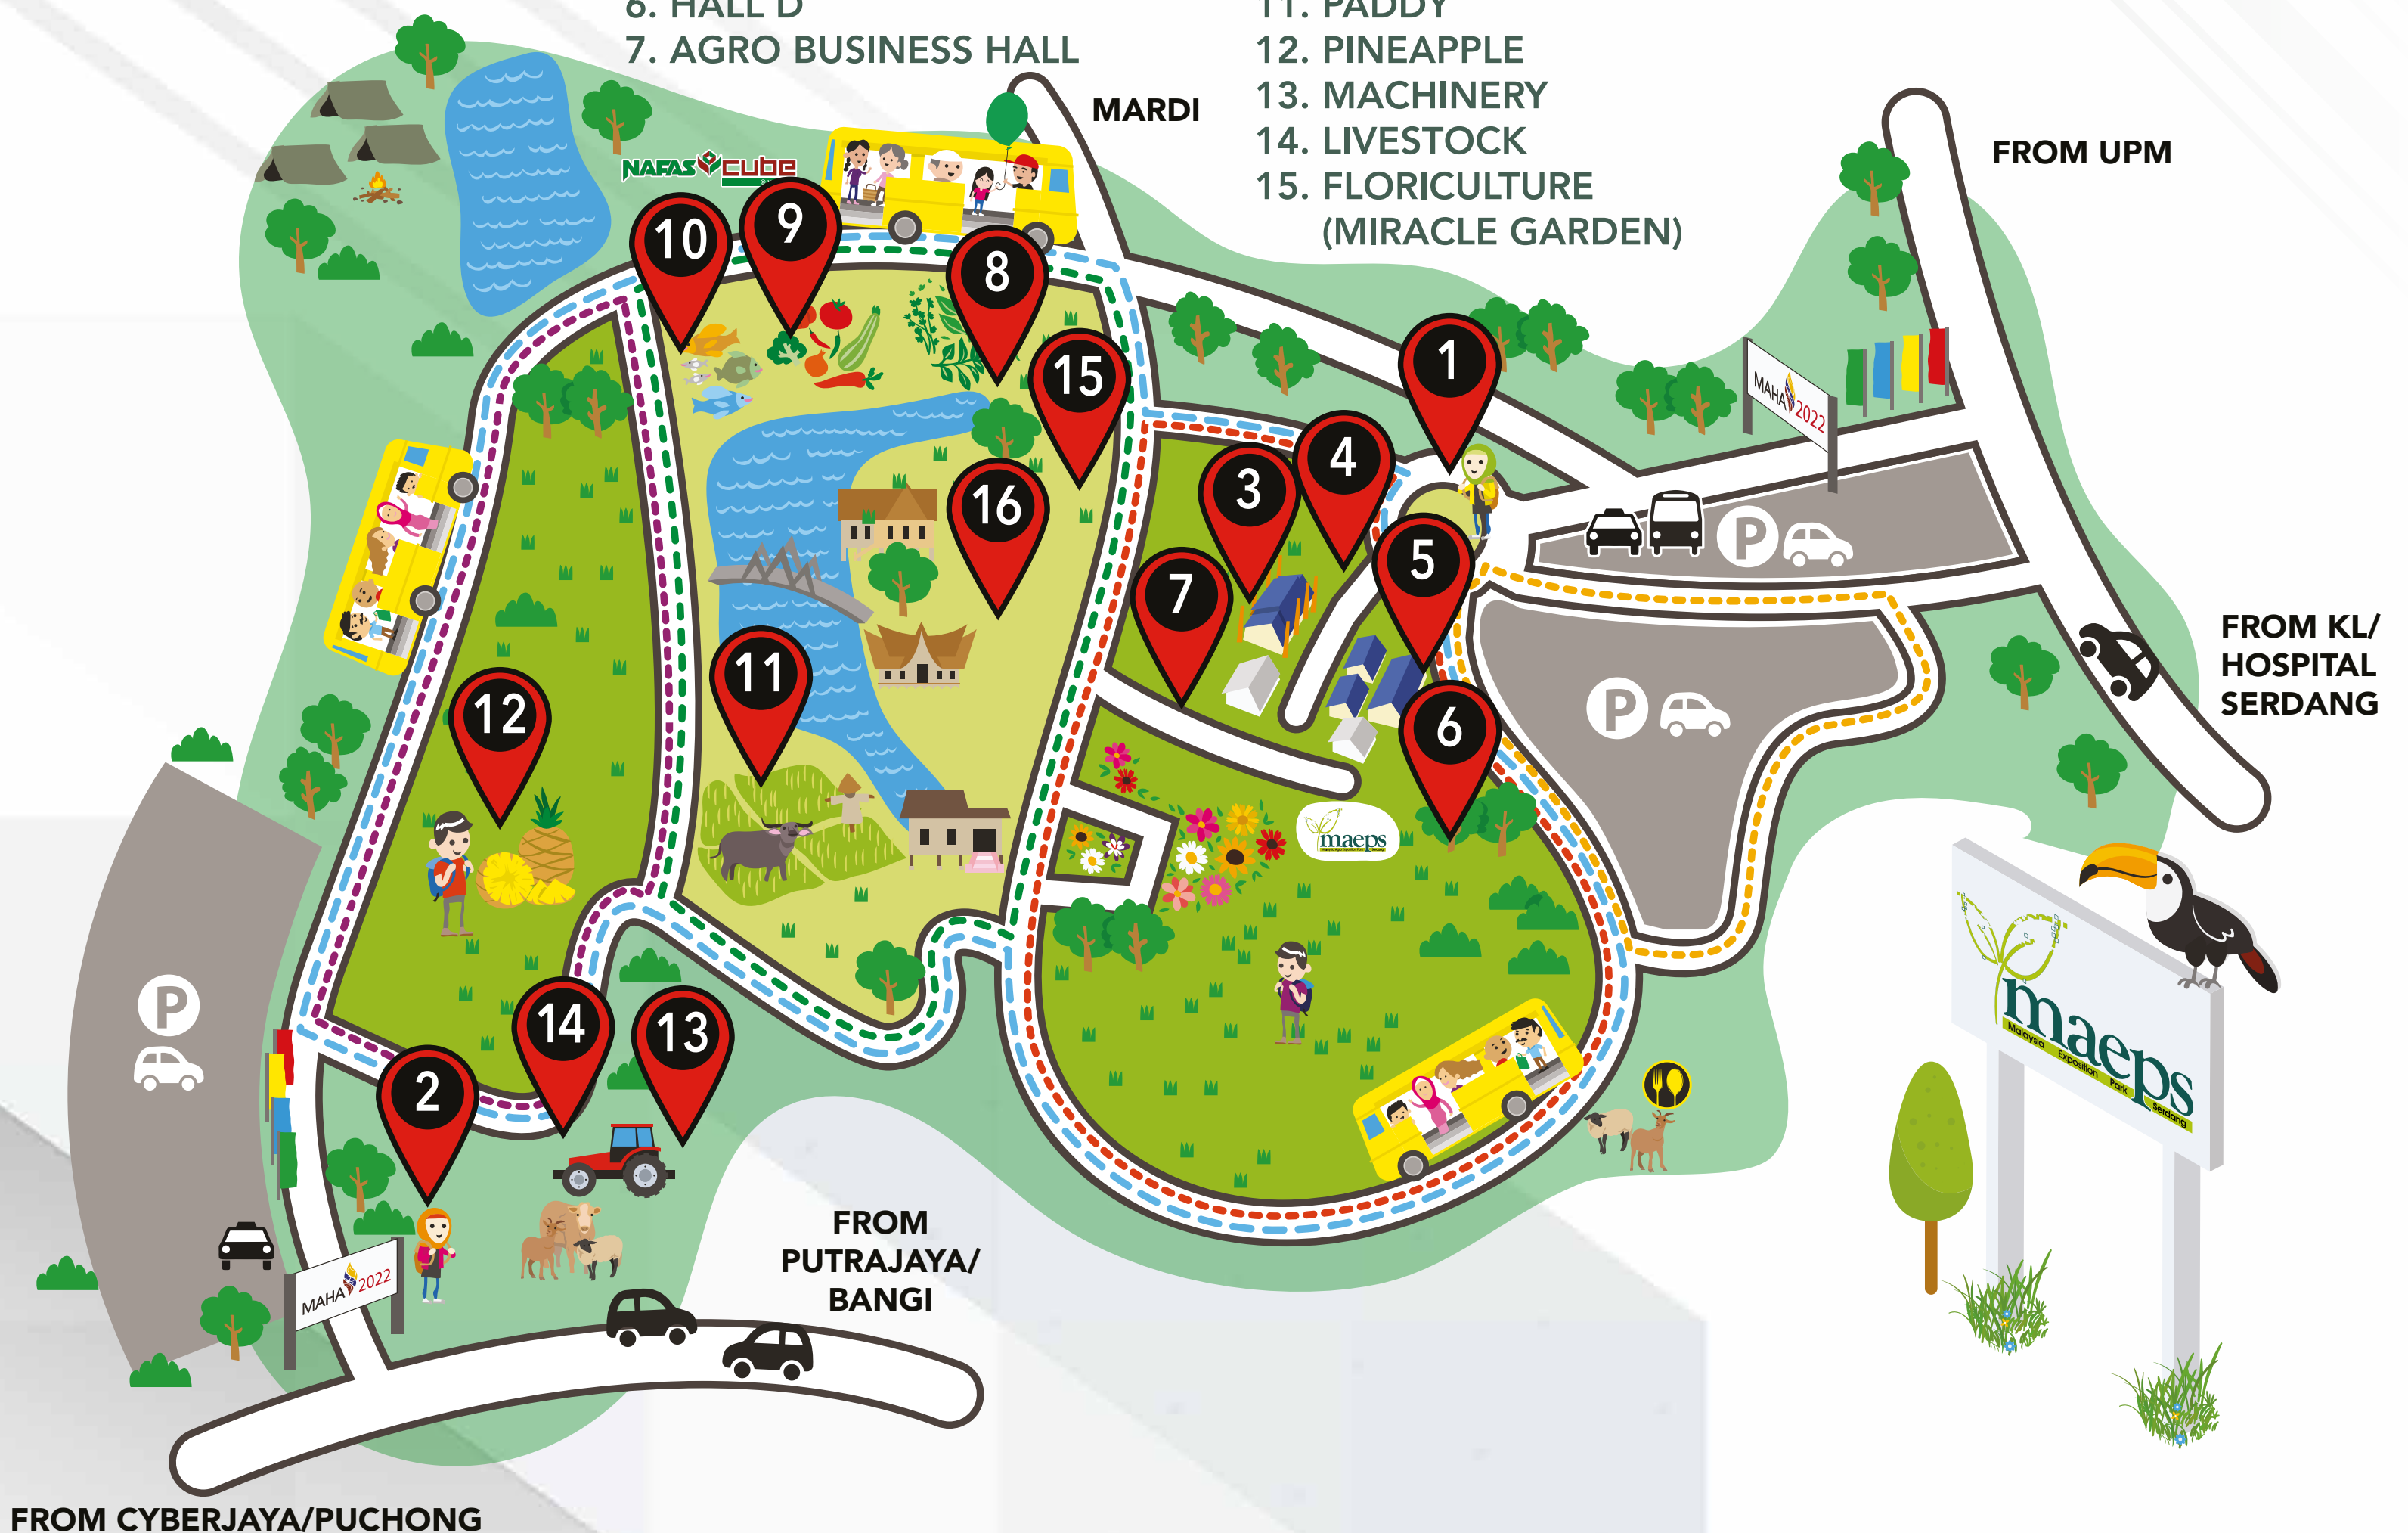 6. HALL D
7. AGRO BUSINESS HALL
11. PADDY
12. PINEAPPLE
13. MACHINERY
14. LIVESTOCK
15. FLORICULTURE
(MIRACLE GARDEN)
MARDI
FROM UPM
NAFAS cube
10
9
8
15
1
MAHA 2022
3
4
16
5
7
P
FROM KL/
HOSPITAL
SERDANG
11
12
6
P
maeps
maeps
Malaysia Exposition Park Serdang
P
14
13
2
FROM
PUTRAJAYA/
BANGI
MAHA 2022
FROM CYBERJAYA/PUCHONG